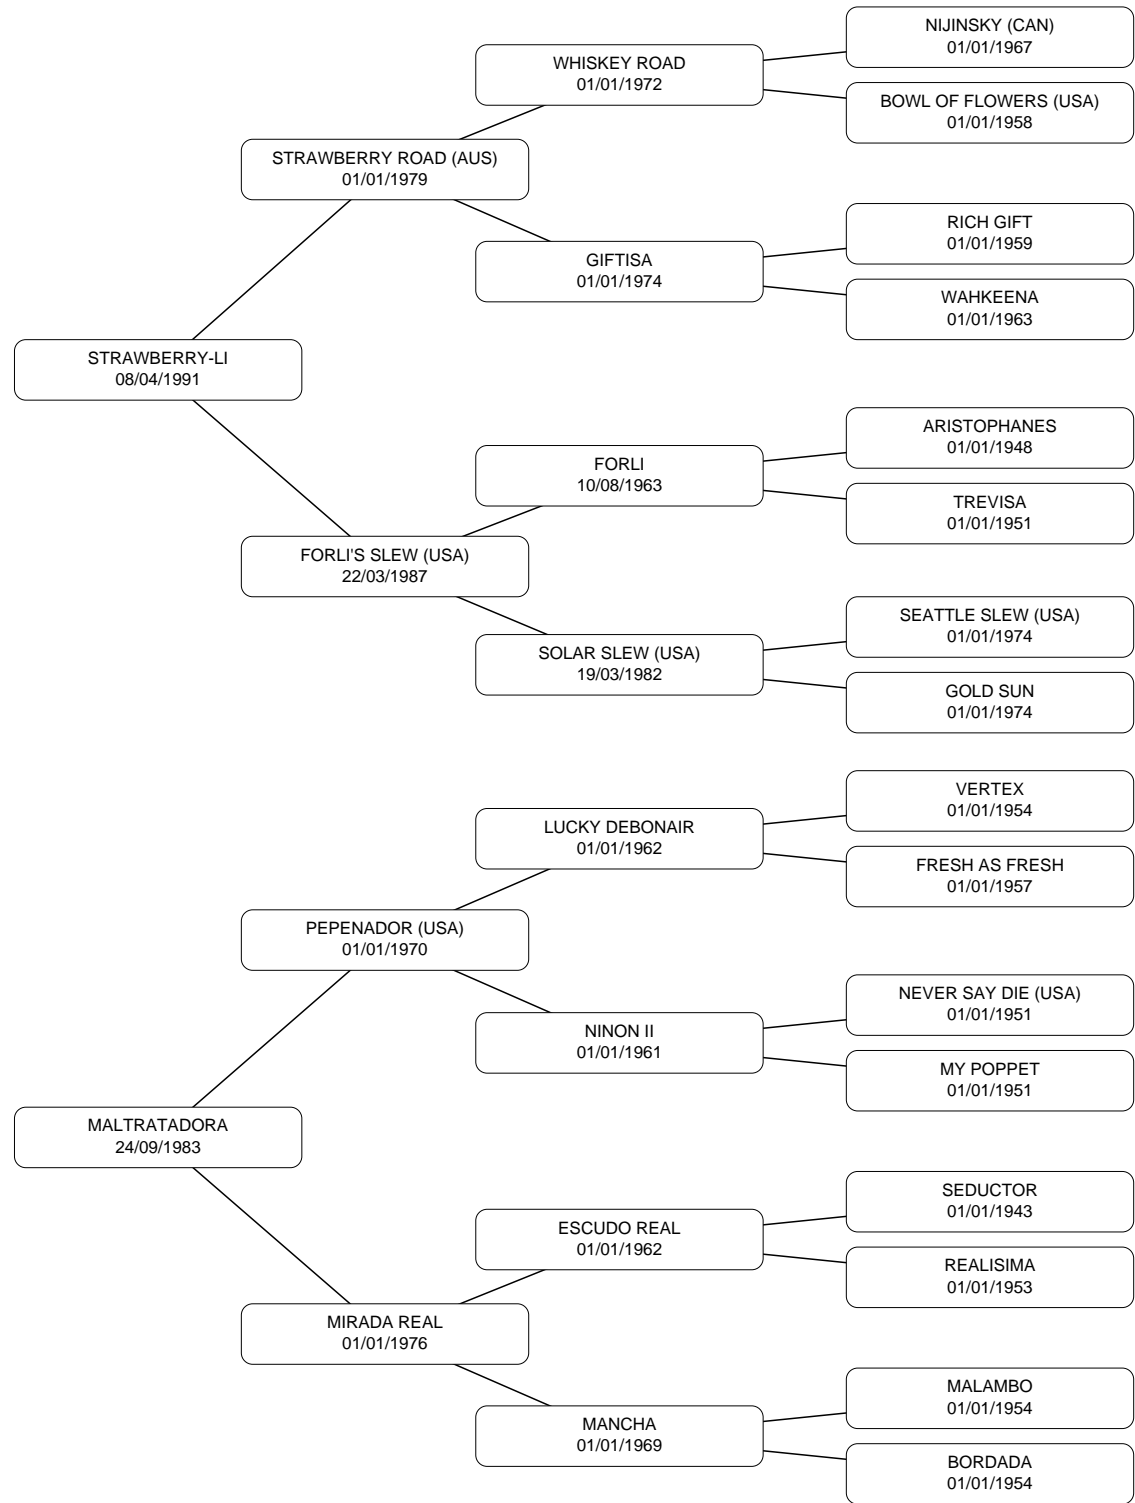 NIJINSKY (CAN)
01/01/1967
WHISKEY ROAD
01/01/1972
BOWL OF FLOWERS (USA)
01/01/1958
STRAWBERRY ROAD (AUS)
01/01/1979
RICH GIFT
01/01/1959
GIFTISA
01/01/1974
WAHKEENA
01/01/1963
STRAWBERRY-LI
08/04/1991
ARISTOPHANES
01/01/1948
FORLI
10/08/1963
TREVISA
01/01/1951
FORLI'S SLEW (USA)
22/03/1987
SEATTLE SLEW (USA)
01/01/1974
SOLAR SLEW (USA)
19/03/1982
GOLD SUN
01/01/1974
VERTEX
01/01/1954
LUCKY DEBONAIR
01/01/1962
FRESH AS FRESH
01/01/1957
PEPENADOR (USA)
01/01/1970
NEVER SAY DIE (USA)
01/01/1951
NINON II
01/01/1961
MY POPPET
01/01/1951
MALTRATADORA
24/09/1983
SEDUCTOR
01/01/1943
ESCUDO REAL
01/01/1962
REALISIMA
01/01/1953
MIRADA REAL
01/01/1976
MALAMBO
01/01/1954
MANCHA
01/01/1969
BORDADA
01/01/1954